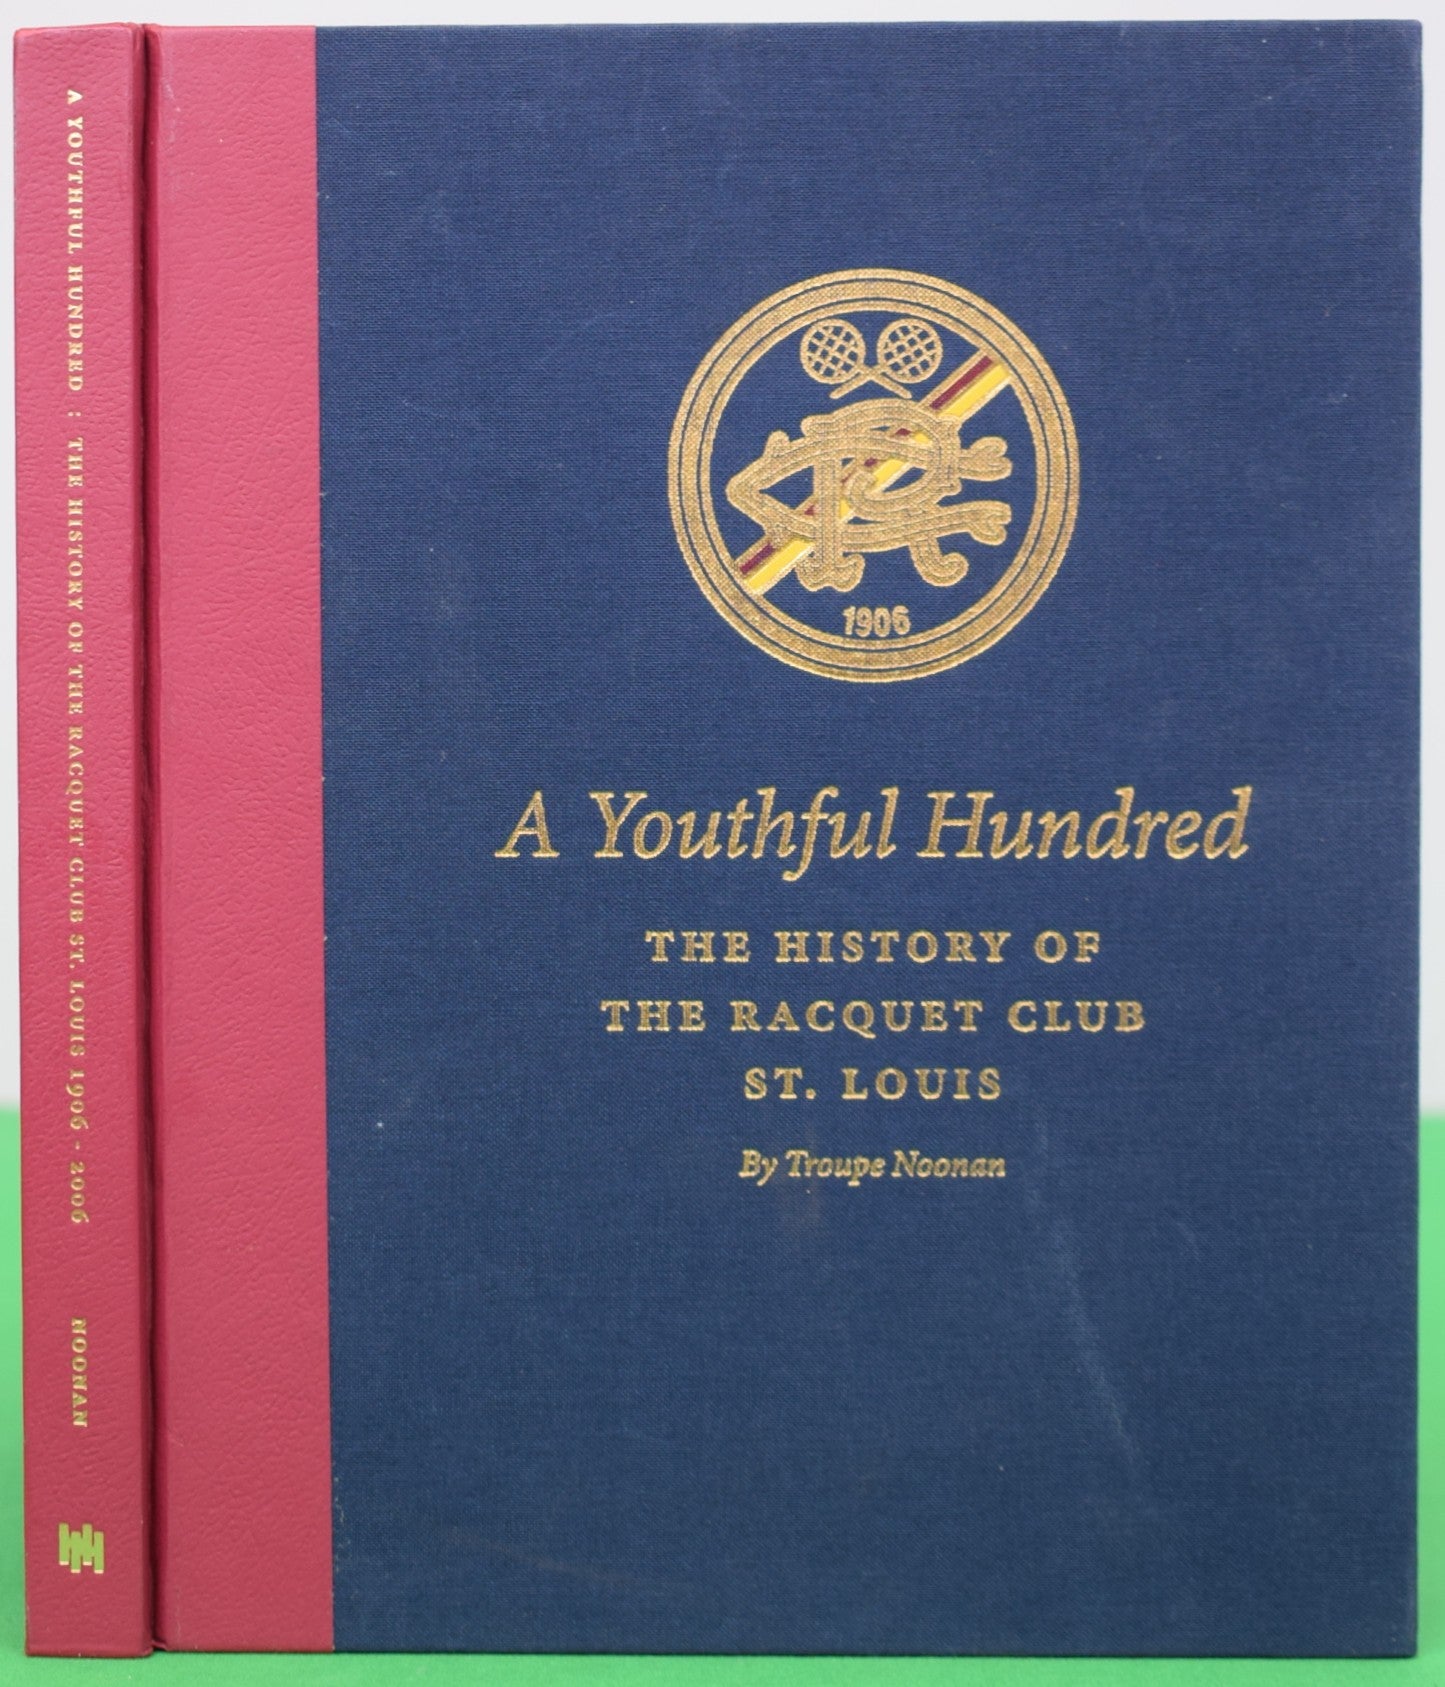 A YOUTHFUL HUNDRED : THE HISTORY OF THE RACQUET CLUB ST. LOUIS 1906 - 2006 NOONAN
RC
1906
A Youthful Hundred
THE HISTORY OF
THE RACQUET CLUB
ST. LOUIS
By Troupe Noonan